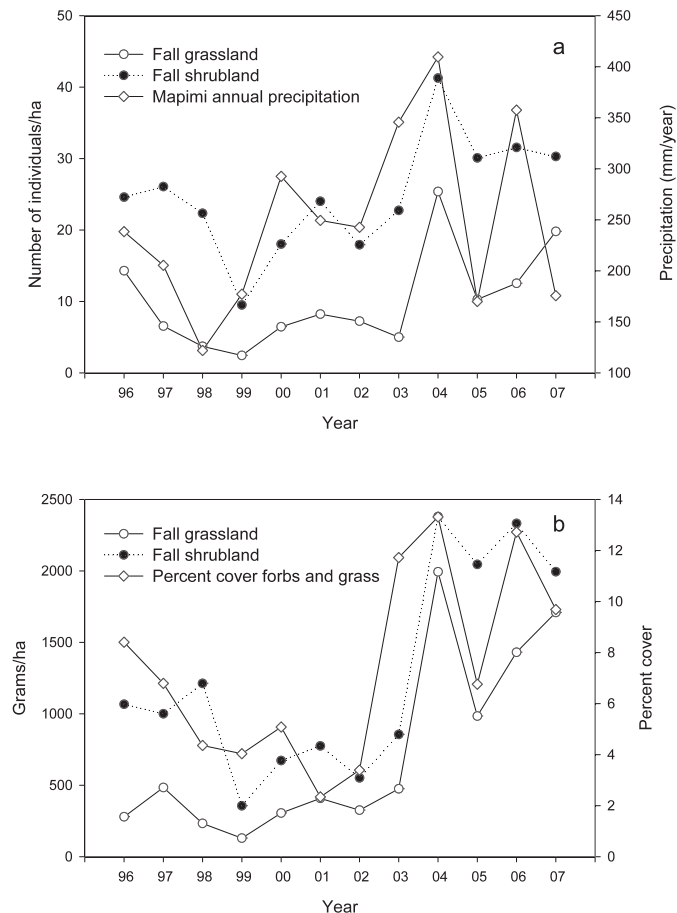 50
40
30
20
10
0
Number of individuals/ha
a
Fall grassland
Fall shrubland
Mapimi annual precipitation
450
400
350
300
250
200
150
100
Precipitation (mm/year)
96 97 98 99 00 01 02 03 04 05 06 07
Year
2500
2000
1500
1000
500
0
Grams/ha
b
Fall grassland
Fall shrubland
Percent cover forbs and grass
14
12
10
8
6
4
2
0
Percent cover
96 97 98 99 00 01 02 03 04 05 06 07
Year